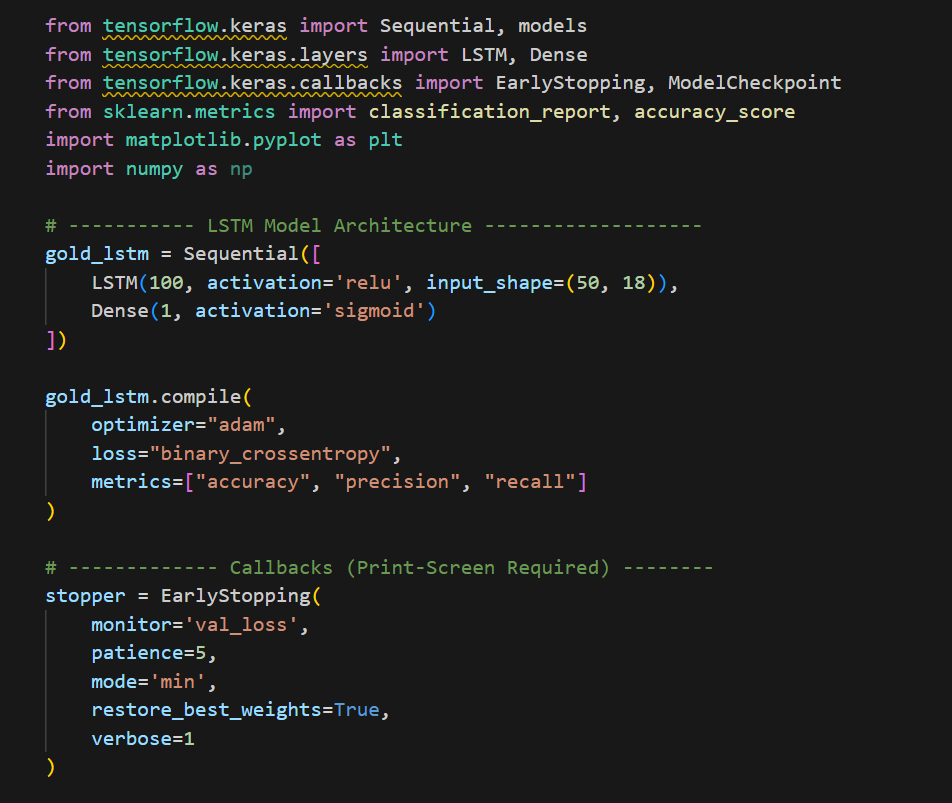 from tensorflow.keras import Sequential, models
from tensorflow.keras.layers import LSTM, Dense
from tensorflow.keras.callbacks import EarlyStopping, ModelCheckpoint
from sklearn.metrics import classification_report, accuracy_score
import matplotlib.pyplot as plt
import numpy as np

# ----------- LSTM Model Architecture -------------------
gold_lstm = Sequential([
    LSTM(100, activation='relu', input_shape=(50, 18)),
    Dense(1, activation='sigmoid')
])

gold_lstm.compile(
    optimizer="adam",
    loss="binary_crossentropy",
    metrics=["accuracy", "precision", "recall"]
)

# ------------- Callbacks (Print-Screen Required) --------
stopper = EarlyStopping(
    monitor='val_loss',
    patience=5,
    mode='min',
    restore_best_weights=True,
    verbose=1
)